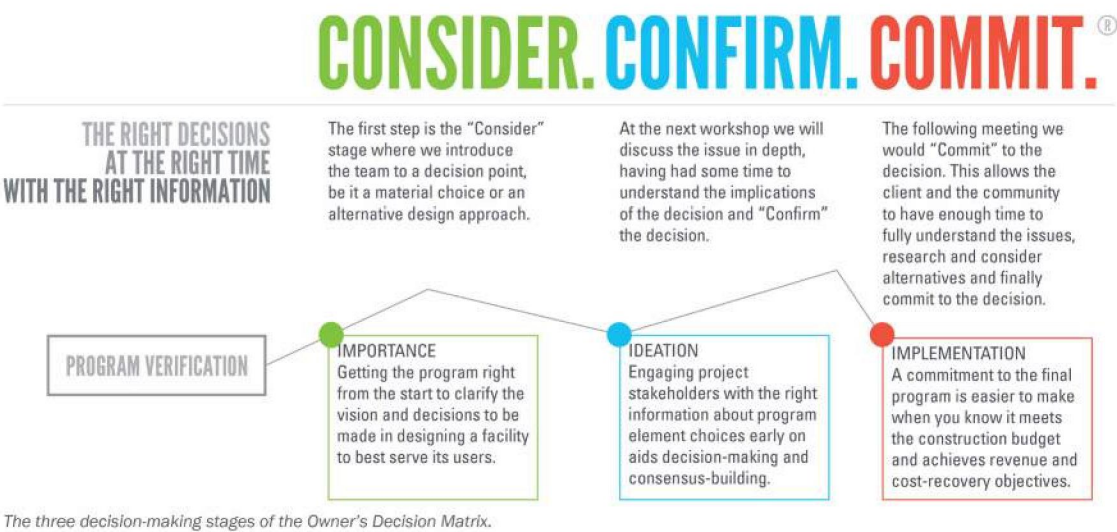 CONSIDER. CONFIRM. COMMIT.®
THE RIGHT DECISIONS
AT THE RIGHT TIME
WITH THE RIGHT INFORMATION
The first step is the “Consider”
stage where we introduce
the team to a decision point,
be it a material choice or an
alternative design approach.
At the next workshop we will
discuss the issue in depth,
having had some time to
understand the implications
of the decision and “Confirm”
the decision.
The following meeting we
would “Commit” to the
decision. This allows the
client and the community
to have enough time to
fully understand the issues,
research and consider
alternatives and finally
commit to the decision.
PROGRAM VERIFICATION
IMPORTANCE
Getting the program right
from the start to clarify the
vision and decisions to be
made in designing a facility
to best serve its users.
IDEATION
Engaging project
stakeholders with the right
information about program
element choices early on
aids decision-making and
consensus-building.
IMPLEMENTATION
A commitment to the final
program is easier to make
when you know it meets
the construction budget
and achieves revenue and
cost-recovery objectives.
The three decision-making stages of the Owner’s Decision Matrix.